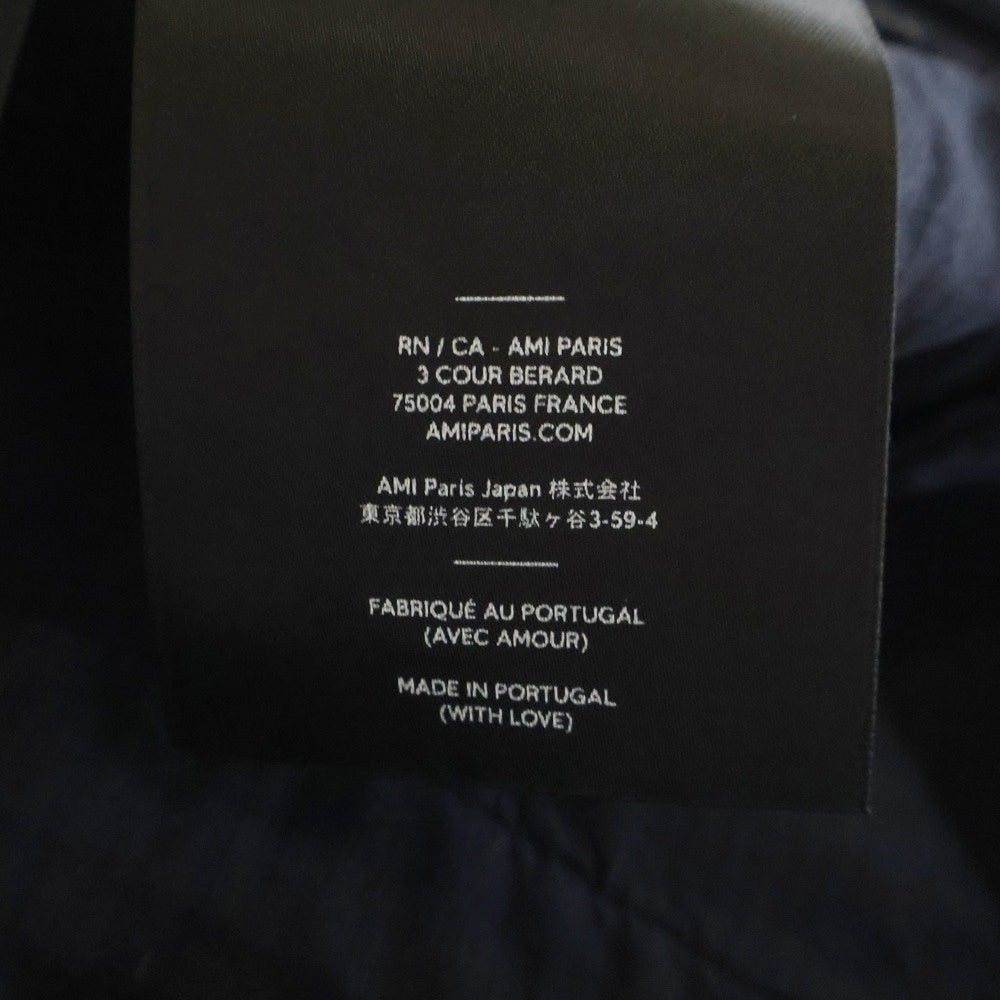 RN / CA - AMI PARIS
3 COUR BERARD
75004 PARIS FRANCE
AMIPARIS.COM
AMI Paris Japan 株式会社
東京都渋谷区千駄ヶ谷3-59-4
FABRIQUÉ AU PORTUGAL
(AVEC AMOUR)
MADE IN PORTUGAL
(WITH LOVE)